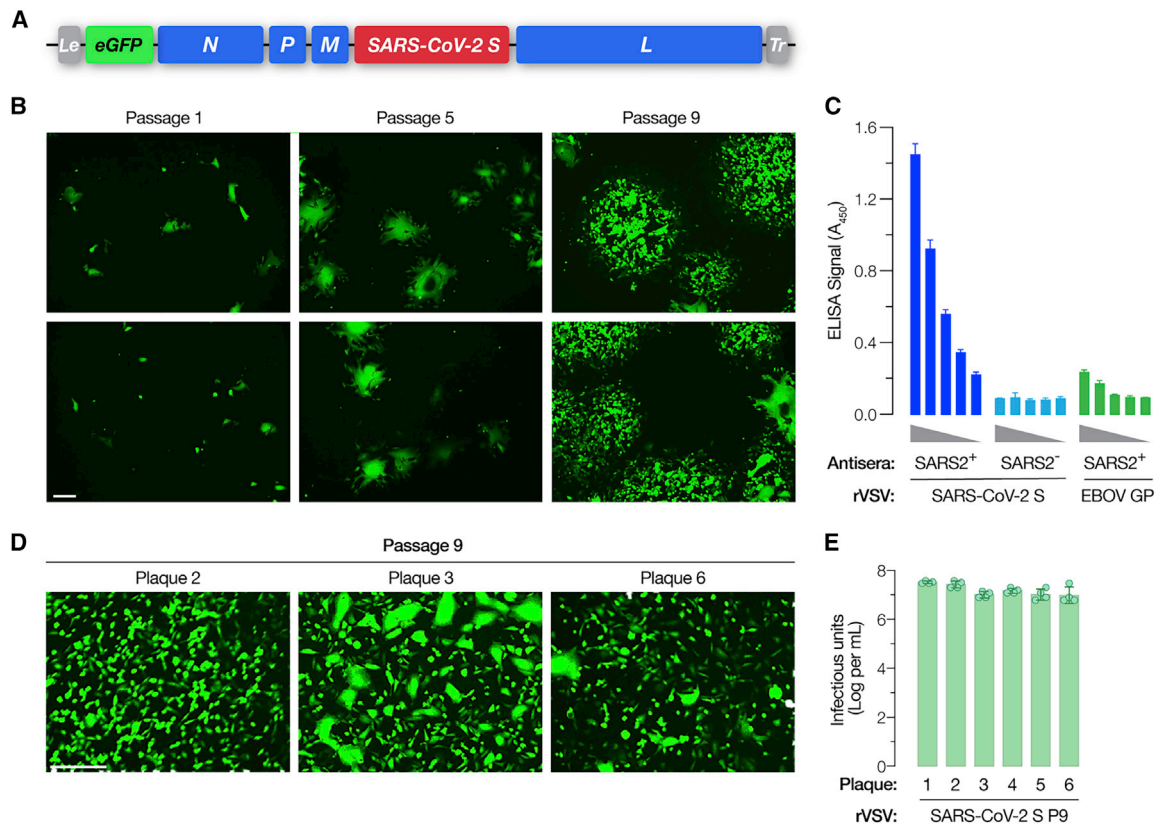 A
Le eGFP N P M SARS-CoV-2 S L Tr
B
Passage 1 Passage 5 Passage 9
C
1.6
1.2
0.8
0.4
0.0
ELISA Signal (A450)
Antisera: SARS2+ SARS2- SARS2+
rVSV: SARS-CoV-2 S EBOV GP
D
Passage 9
Plaque 2 Plaque 3 Plaque 6
E
8
6
4
2
0
Infectious units
(Log per mL)
Plaque: 1 2 3 4 5 6
rVSV: SARS-CoV-2 S P9